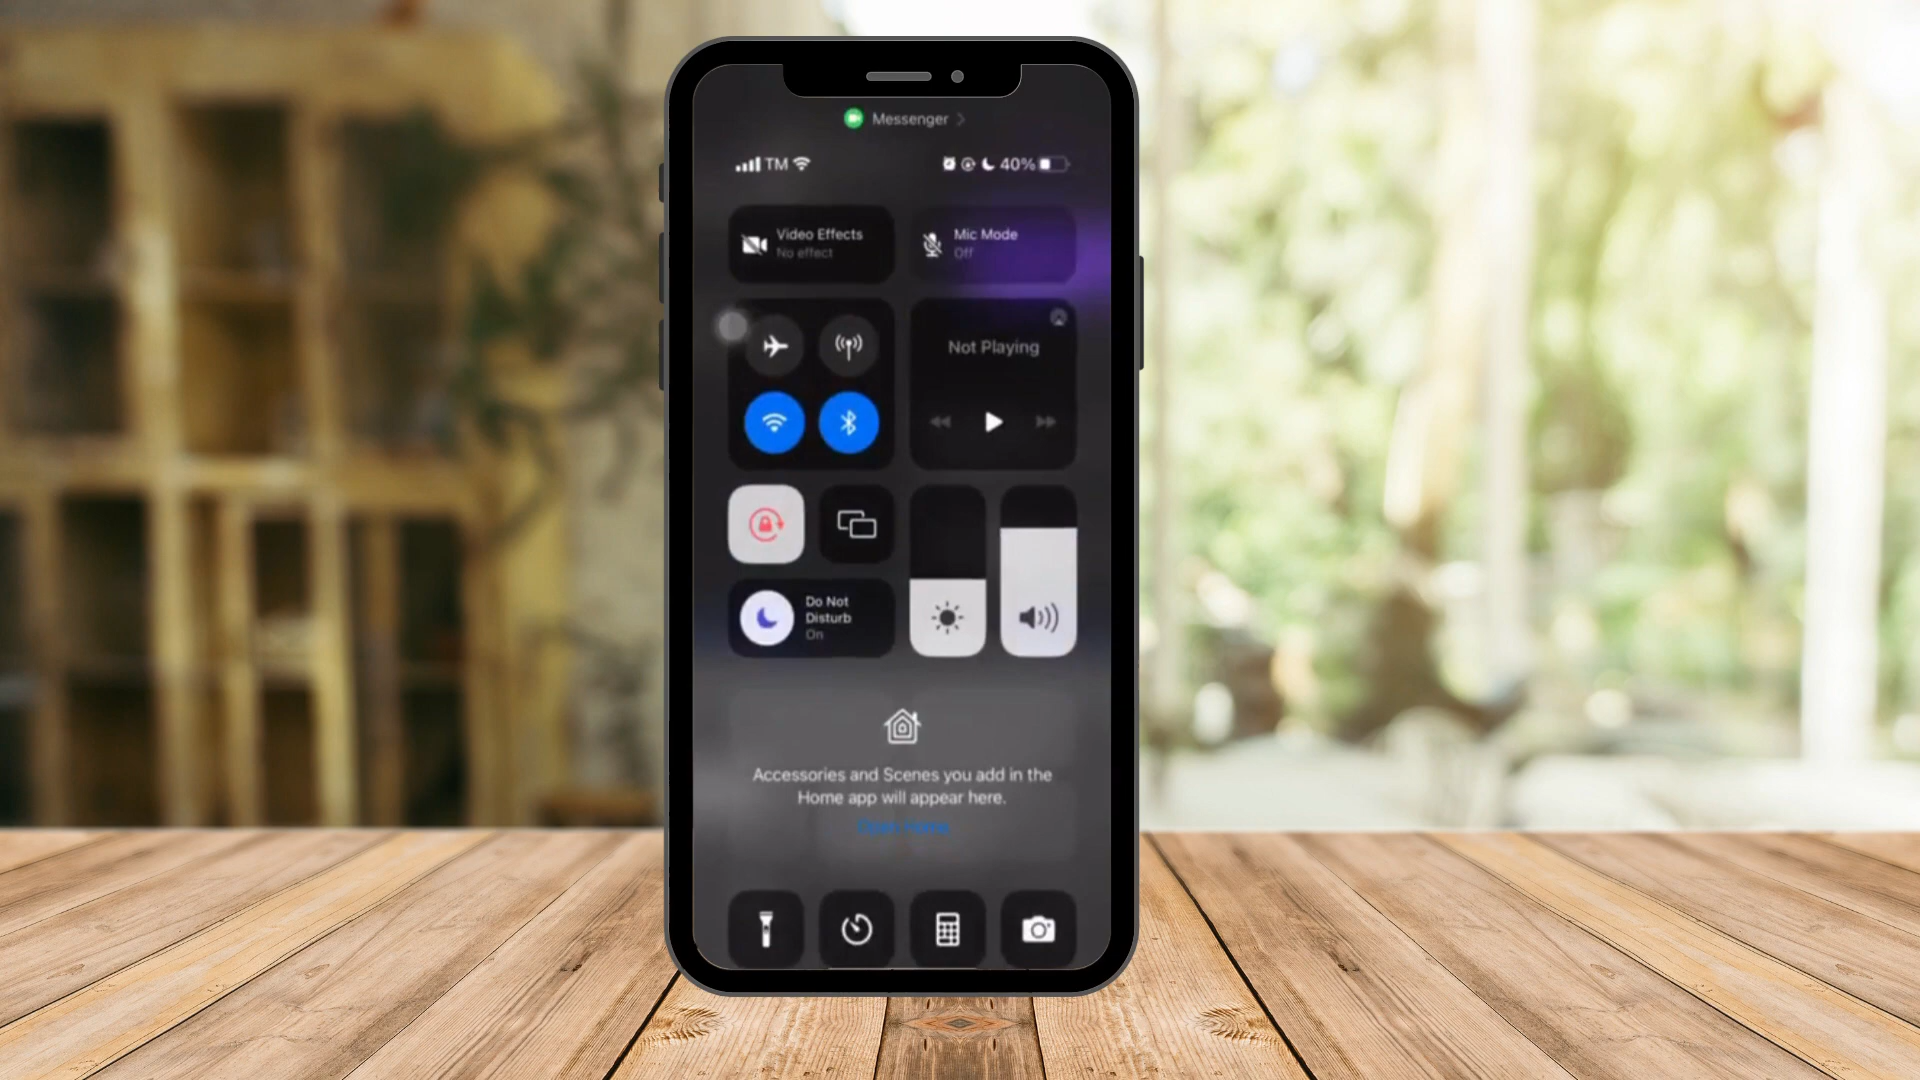 Messenger
TM
40%
Video Effects
No effect
Mic Mode
Off
Not Playing
Do Not
Disturb
On
Accessories and Scenes you add in the
Home app will appear here.
Open Home